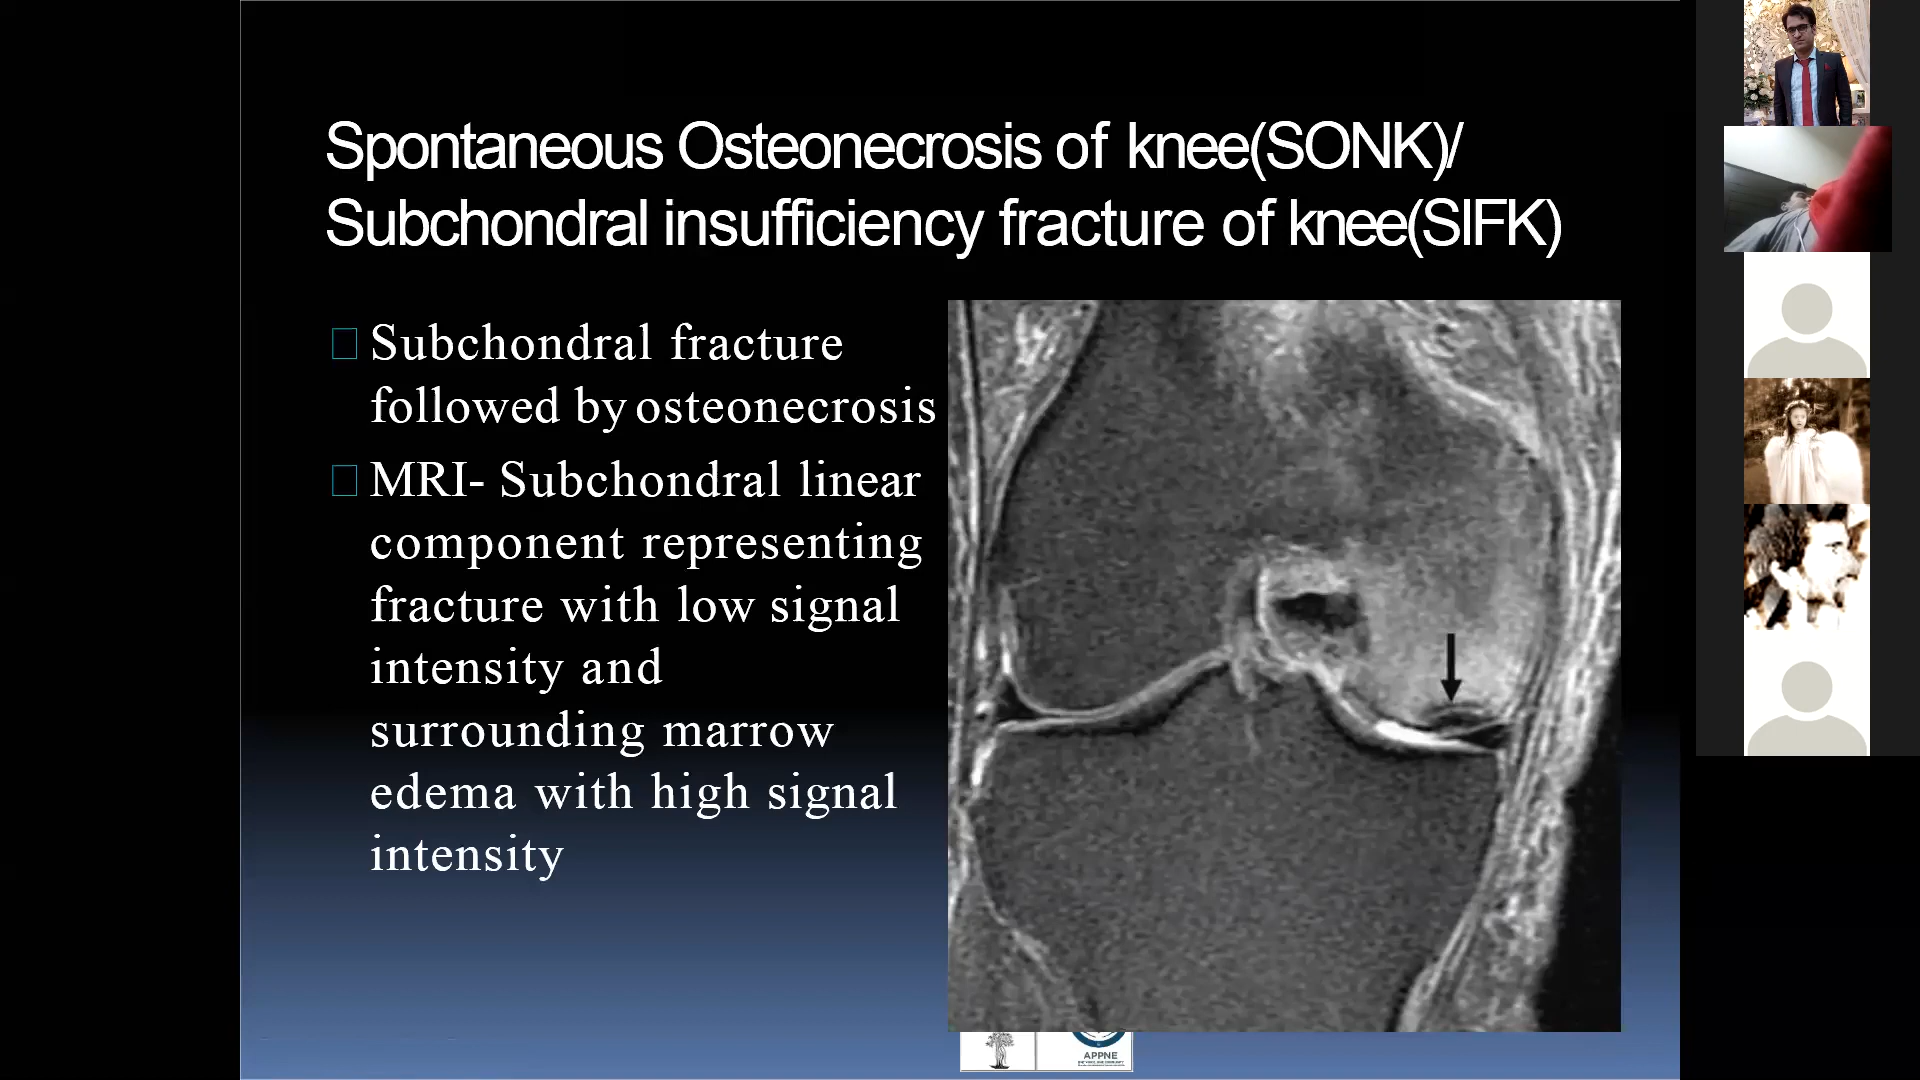 Spontaneous Osteonecrosis of knee(SONK)/
Subchondral insufficiency fracture of knee(SIFK)
Subchondral fracture
followed by osteonecrosis
MRI- Subchondral linear
component representing
fracture with low signal
intensity and
surrounding marrow
edema with high signal
intensity
APPNE